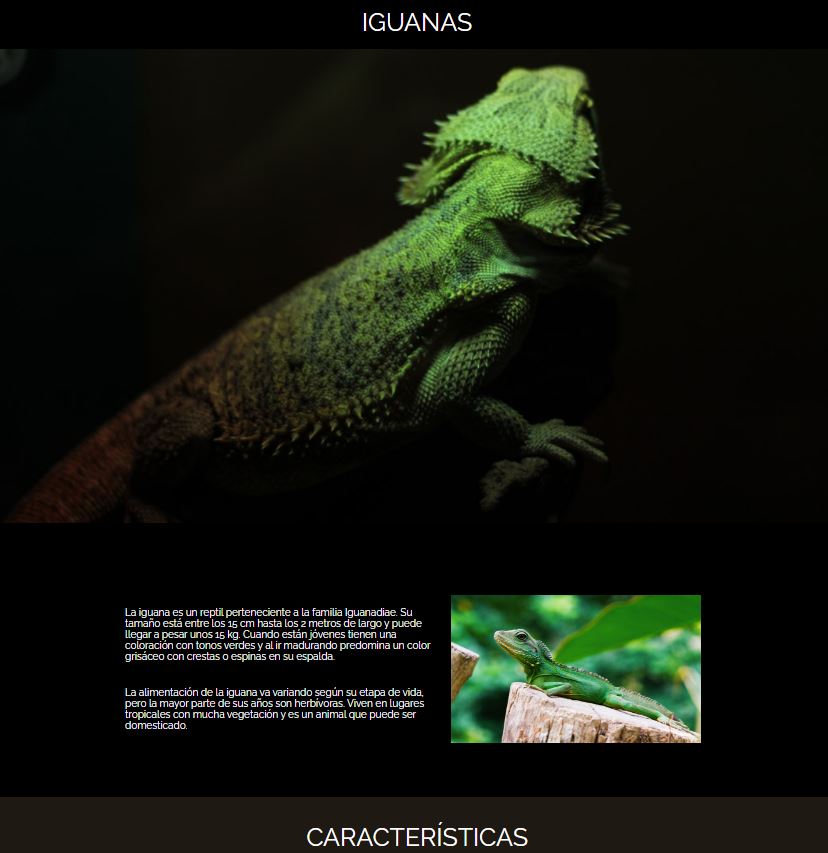 IGUANAS
La iguana es un reptil perteneciente a la familia Iguanadiae. Su
tamaño está entre los 15 cm hasta los 2 metros de largo y puede
llegar a pesar unos 15 kg. Cuando están jóvenes tienen una
coloración con tonos verdes y al ir madurando predomina un color
grisáceo con crestas o espinas en su espalda.
La alimentación de la iguana va variando según su etapa de vida,
pero la mayor parte de sus años son herbívoras. Viven en lugares
tropicales con mucha vegetación y es un animal que puede ser
domesticado.
CARACTERÍSTICAS